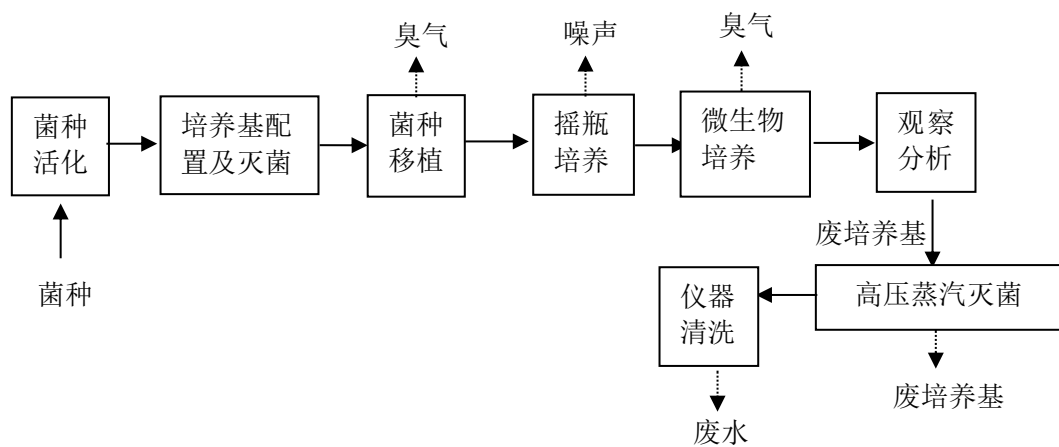 臭气
噪声
臭气
菌种
活化
培养基配
置及灭菌
菌种
移植
摇瓶
培养
微生物
培养
观察
分析
菌种
废培养基
高压蒸汽灭菌
仪器
清洗
废培养基
废水